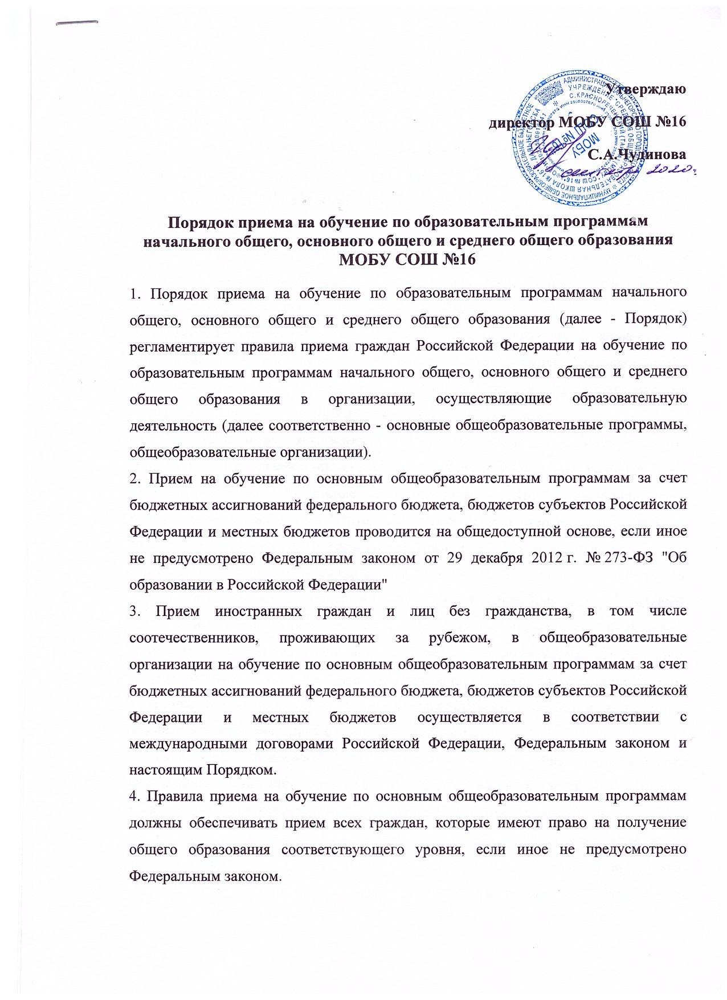 Утверждаю
директор МОБУ СОШ №16
С.А.Чудинова
2020г
МОБУ
СОШ №16
Порядок приема на обучение по образовательным программам
начального общего, основного общего и среднего общего образования
МОБУ СОШ №16
1. Порядок приема на обучение по образовательным программам начального
общего, основного общего и среднего общего образования (далее - Порядок)
регламентирует правила приема граждан Российской Федерации на обучение по
образовательным программам начального общего, основного общего и среднего
общего образования в организации, осуществляющие образовательную
деятельность (далее соответственно - основные общеобразовательные программы,
общеобразовательные организации).
2. Прием на обучение по основным общеобразовательным программам за счет
бюджетных ассигнований федерального бюджета, бюджетов субъектов Российской
Федерации и местных бюджетов проводится на общедоступной основе, если иное
не предусмотрено Федеральным законом от 29 декабря 2012 г. № 273-ФЗ "Об
образовании в Российской Федерации"
3. Прием иностранных граждан и лиц без гражданства, в том числе
соотечественников, проживающих за рубежом, в общеобразовательные
организации на обучение по основным общеобразовательным программам за счет
бюджетных ассигнований федерального бюджета, бюджетов субъектов Российской
Федерации и местных бюджетов осуществляется в соответствии с
международными договорами Российской Федерации, Федеральным законом и
настоящим Порядком.
4. Правила приема на обучение по основным общеобразовательным программам
должны обеспечивать прием всех граждан, которые имеют право на получение
общего образования соответствующего уровня, если иное не предусмотрено
Федеральным законом.